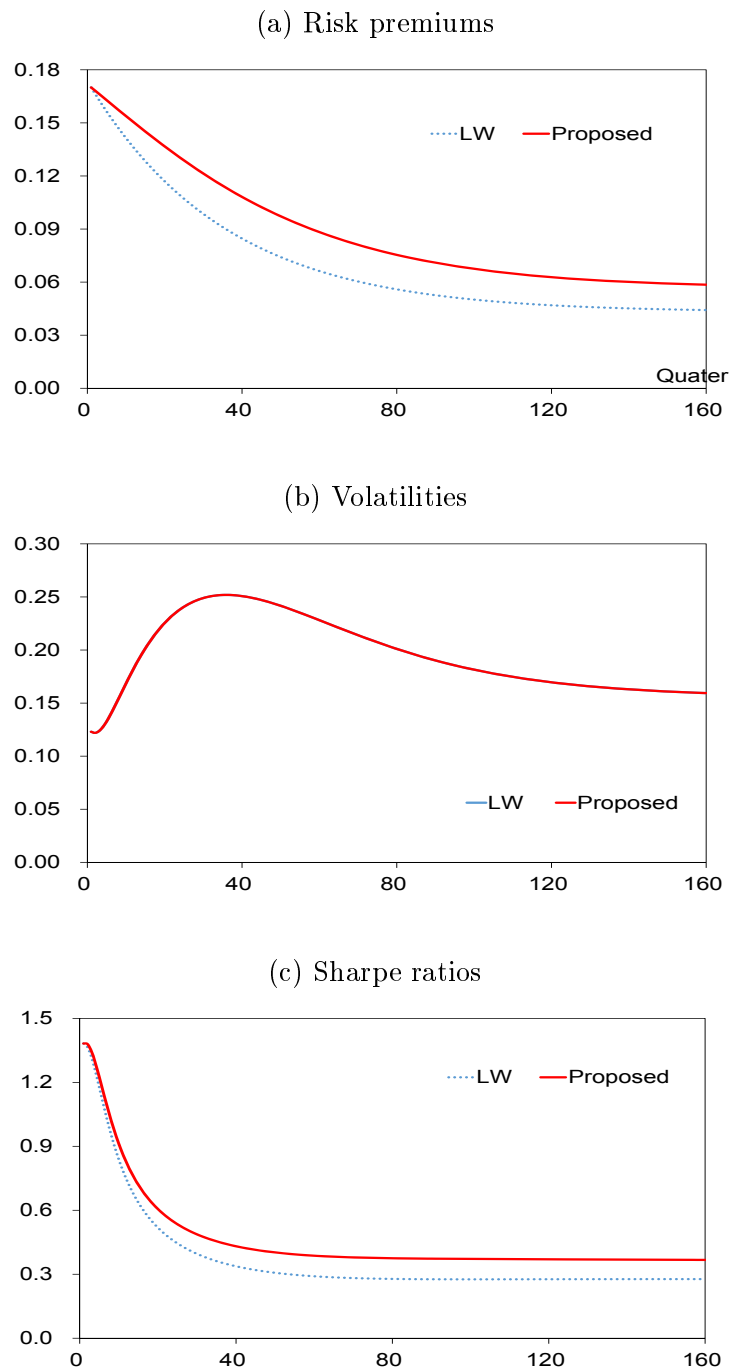 (a) Risk premiums
0.18
LW Proposed
0.15
0.12
0.09
0.06
0.03
Quater
0.00
0 40 80 120 160
(b) Volatilities
0.30
0.25
0.20
0.15
0.10
LW Proposed
0.05
0.00
0 40 80 120 160
(c) Sharpe ratios
1.5
LW Proposed
1.2
0.9
0.6
0.3
0.0
0 40 80 120 160